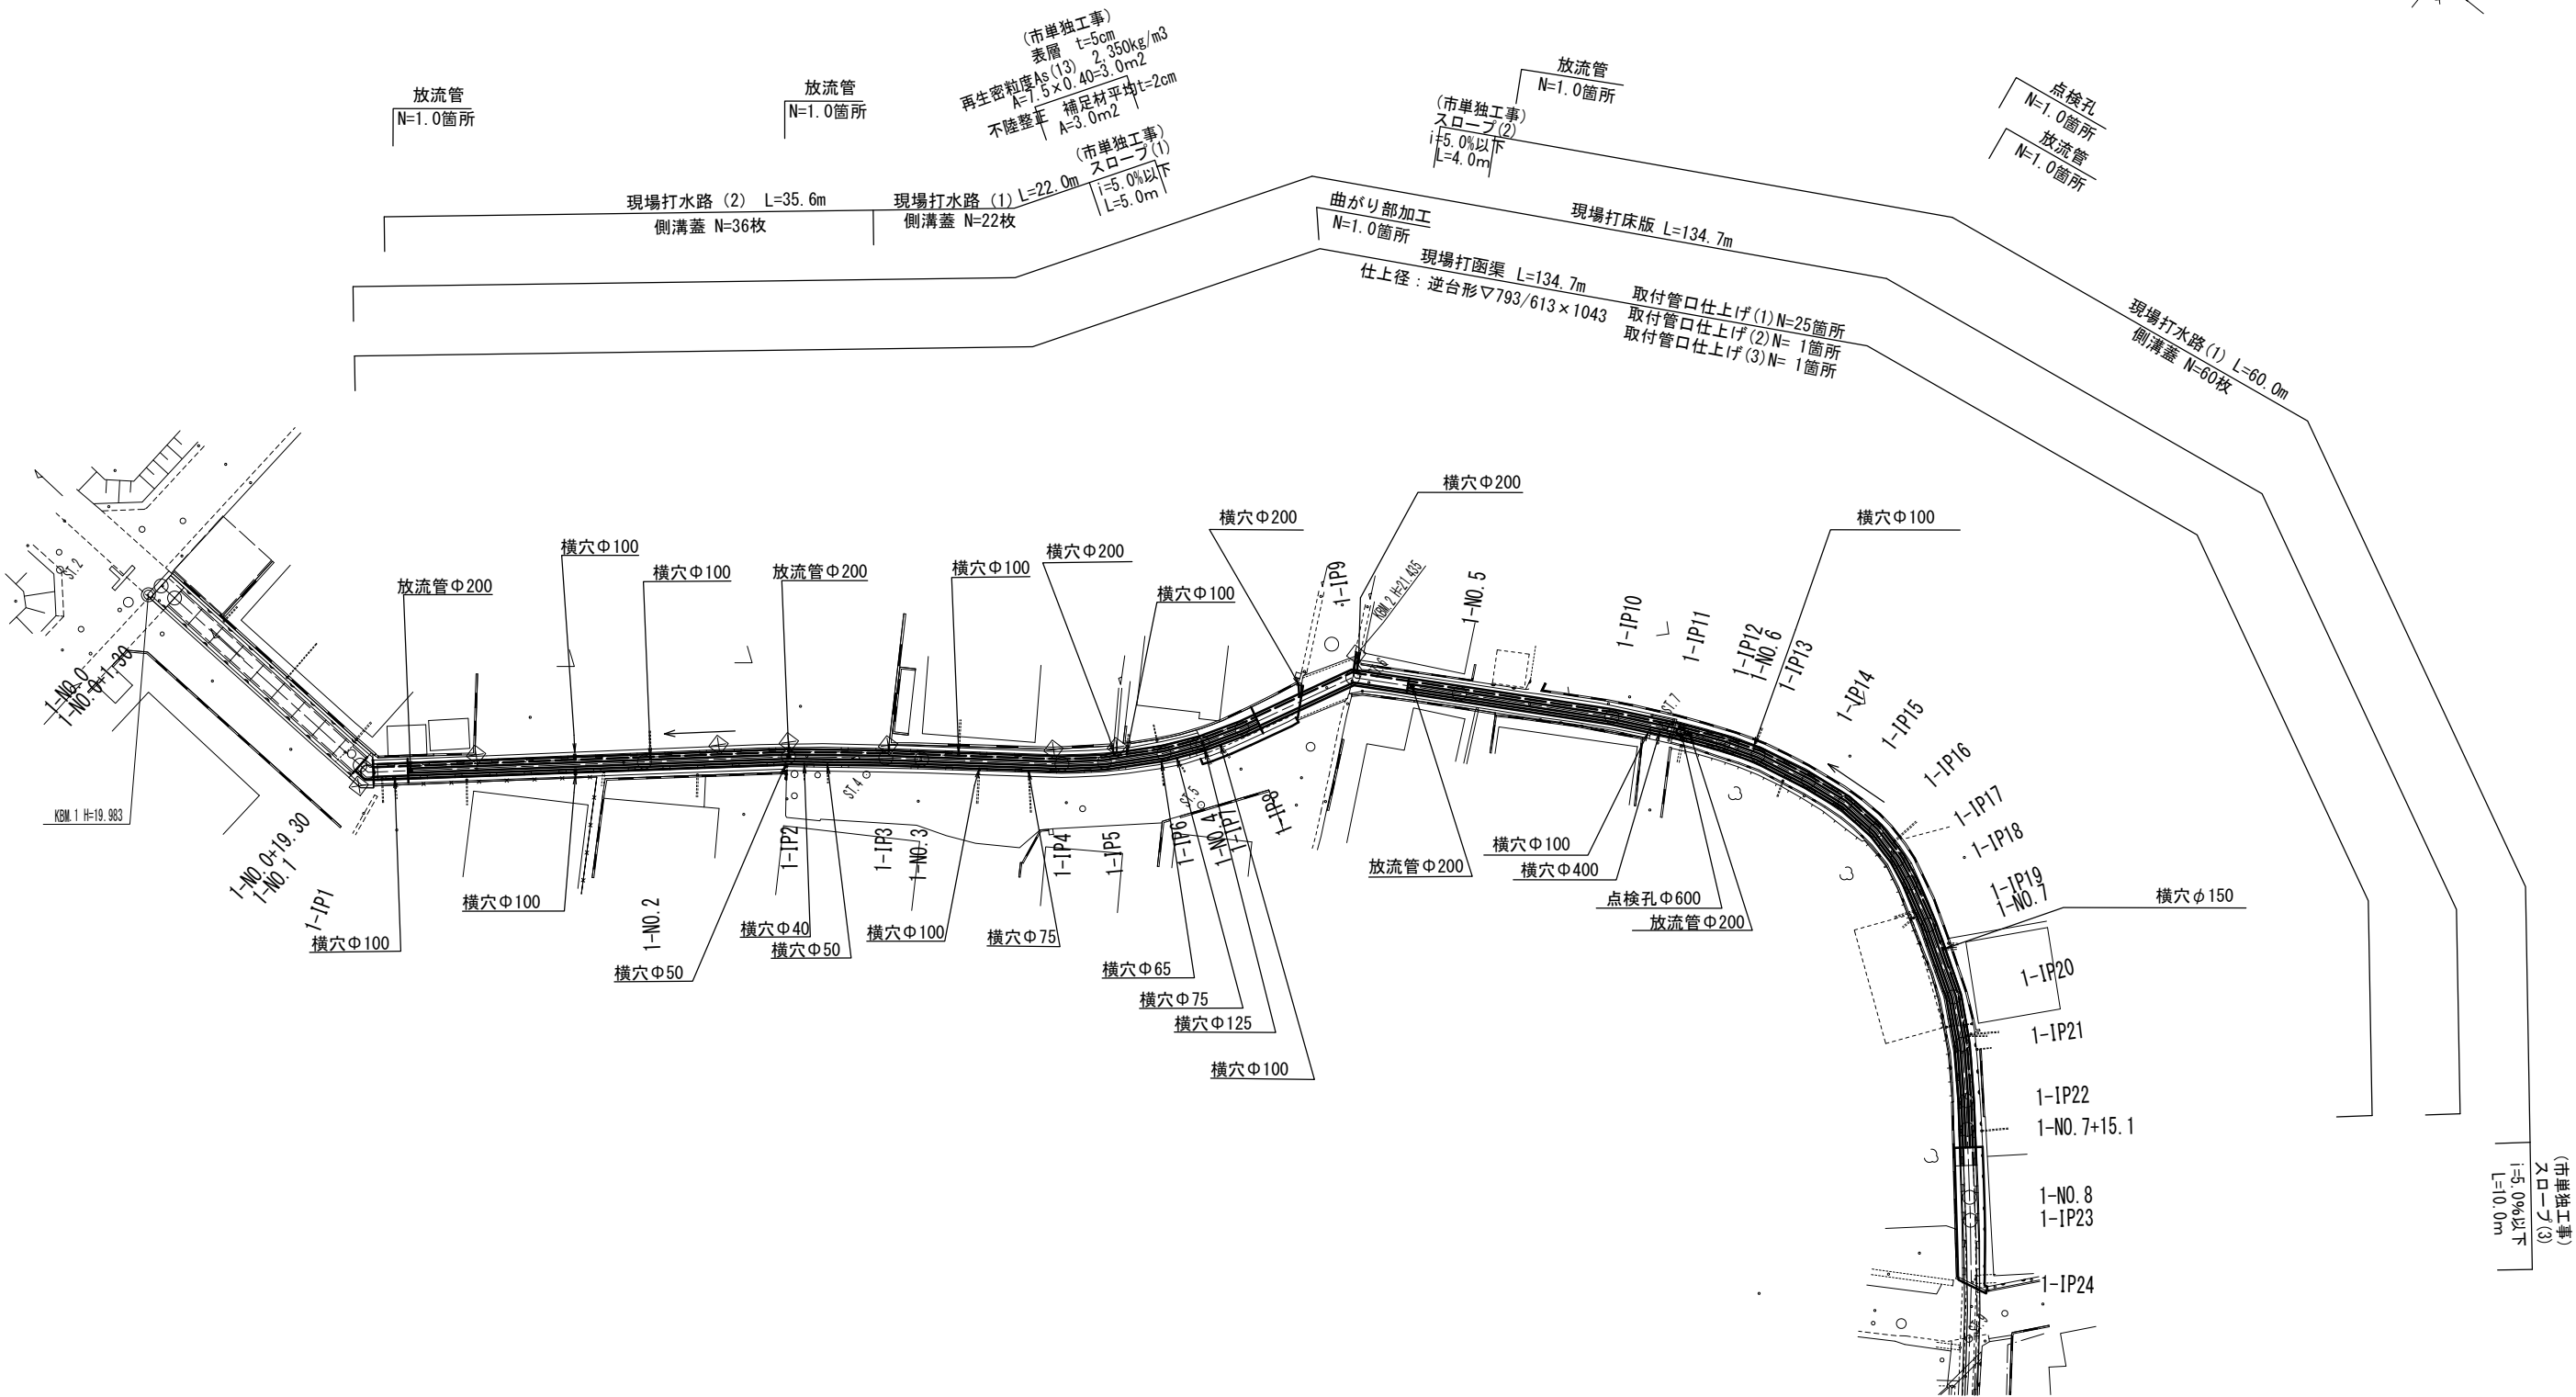 (市単独工事)
表層 t=5cm
再生密粒度As(13) 2,350kg/m3
A=7.5×0.40=3.0m2
不陸整正 補足材平均t=2cm
A=3.0m2
放流管
N=1.0箇所
放流管
N=1.0箇所
(市単独工事)
スロープ(1)
i=5.0%以下
L=5.0m
現場打水路(2) L=35.6m
側溝蓋 N=36枚
現場打水路(1) L=22.0m
側溝蓋 N=22枚
放流管
N=1.0箇所
(市単独工事)
スロープ(2)
i=5.0%以下
L=4.0m
点検孔
N=1.0箇所
放流管
N=1.0箇所
曲がり部加工
N=1.0箇所
現場打床版 L=134.7m
現場打函渠 L=134.7m
仕上径：逆台形▽793/613×1043
取付管口仕上げ(1)N=25箇所
取付管口仕上げ(2)N= 1箇所
取付管口仕上げ(3)N= 1箇所
現場打水路(1) L=60.0m
側溝蓋 N=60枚
横穴Φ200
横穴Φ200
横穴Φ100
横穴Φ100
横穴Φ100
横穴Φ200
横穴Φ100
放流管Φ200
放流管Φ200
横穴Φ100
横穴Φ100
ST.2
1-IP9
KBM.2 H=21.435
1-NO.5
1-IP10
1-IP11
1-IP12
1-NO.6
1-IP13
1-IP14
1-IP15
1-IP16
1-IP17
1-IP18
1-IP19
1-NO.7
1-NO.0
1-NO.0+1.30
KBM.1 H=19.983
ST.7
ST.4
ST.5
1-NO.0+19.30
1-NO.1
1-IP1
1-IP2
1-IP3
1-NO.3
1-IP4
1-IP5
1-IP6
1-NO.4
1-IP7
1-IP8
1-NO.2
横穴Φ100
横穴Φ400
放流管Φ200
点検孔Φ600
放流管Φ200
横穴φ150
横穴Φ100
横穴Φ100
横穴Φ50
横穴Φ40
横穴Φ50
横穴Φ100
横穴Φ75
横穴Φ65
横穴Φ75
横穴Φ125
横穴Φ100
1-IP20
1-IP21
1-IP22
1-NO.7+15.1
1-NO.8
1-IP23
1-IP24
(市単独工事)
スロープ(3)
i=5.0%以下
L=10.0m